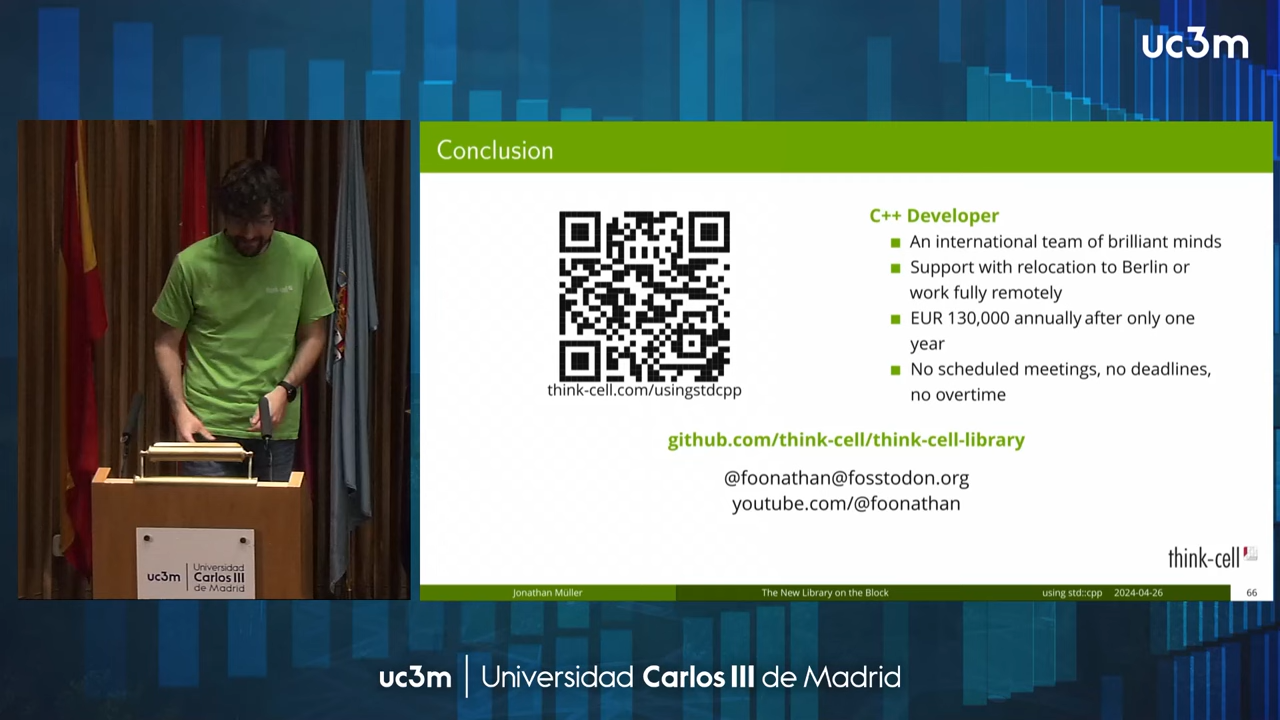 uc3m
Conclusion
think-cell.com/usingstdcpp
C++ Developer
An international team of brilliant minds
Support with relocation to Berlin or
work fully remotely
EUR 130,000 annually after only one
year
No scheduled meetings, no deadlines,
no overtime
github.com/think-cell/think-cell-library
@foonathan@fosstodon.org
youtube.com/@foonathan
think-cell
Jonathan Müller
The New Library on the Block
using std::cpp 2024-04-26
66
uc3m
Universidad
Carlos III
de Madrid
uc3m Universidad Carlos III de Madrid